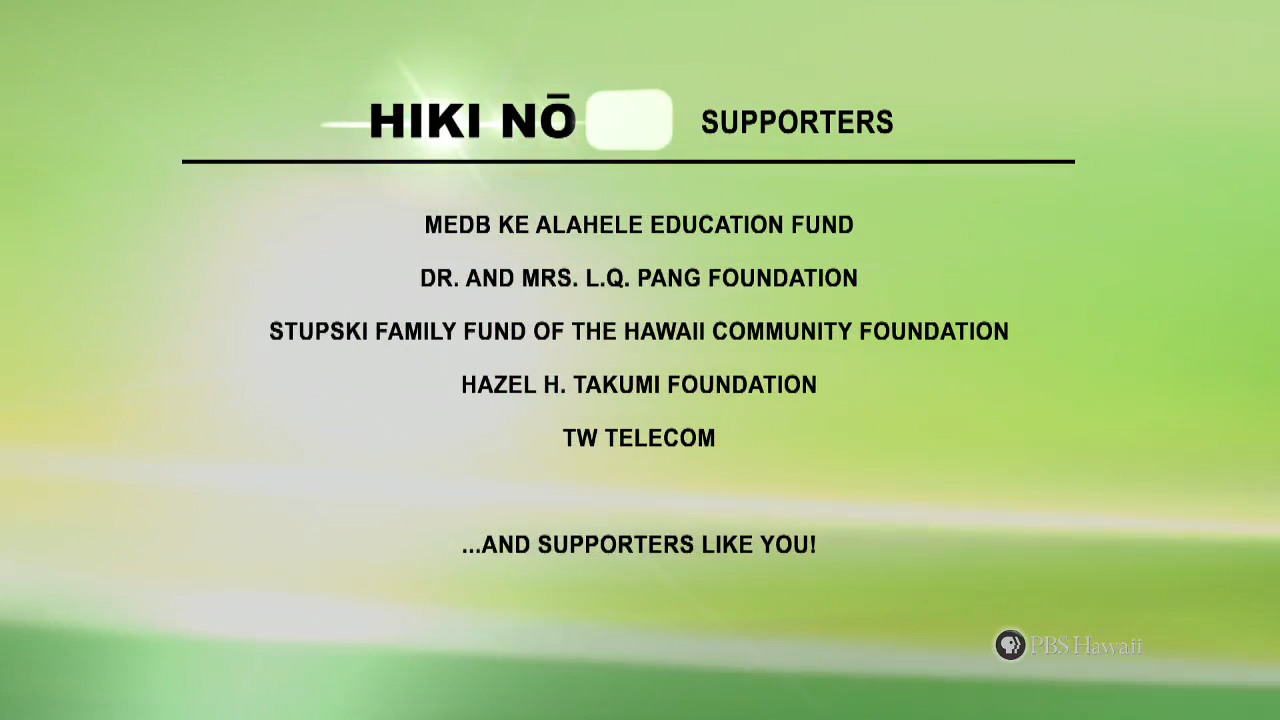 HIKI NŌ SUPPORTERS
MEDB KE ALAHELE EDUCATION FUND
DR. AND MRS. L.Q. PANG FOUNDATION
STUPSKI FAMILY FUND OF THE HAWAII COMMUNITY FOUNDATION
HAZEL H. TAKUMI FOUNDATION
TW TELECOM
...AND SUPPORTERS LIKE YOU!
PBS Hawaii